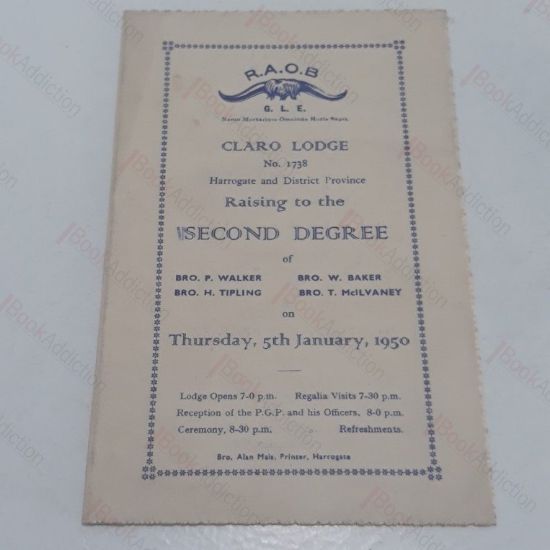 R.A.O.B
G. L. E.
Nemo Mortalium Omnibus Horis Sapit.
CLARO LODGE
No. 1738
Harrogate and District Province
Raising to the
SECOND DEGREE
of
BRO. P. WALKER BRO. W. BAKER
BRO. H. TIPLING BRO. T. McILVANEY
on
Thursday, 5th January, 1950
Lodge Opens 7-0 p.m. Regalia Visits 7-30 p.m.
Reception of the P.G.P. and his Officers, 8-0 p.m.
Ceremony, 8-30 p.m. Refreshments.
Bro. Alan Mais, Printer, Harrogate
iBookAddiction